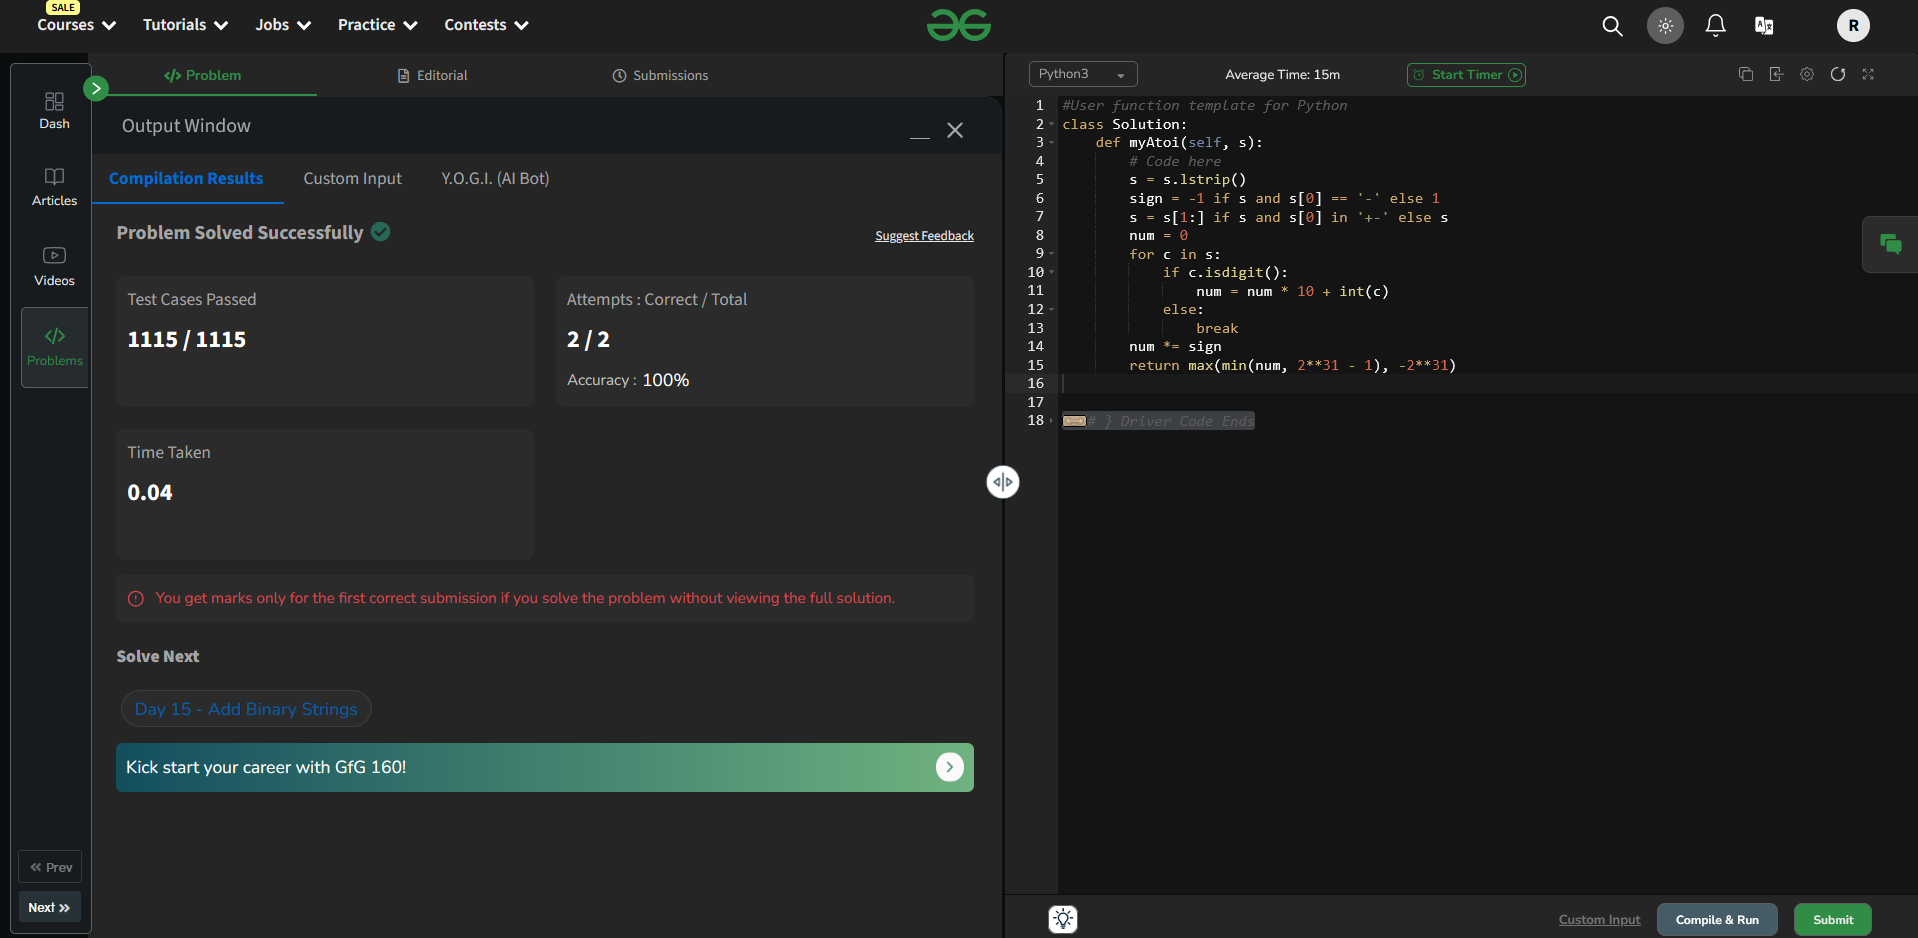 SALE
Courses Tutorials Jobs Practice Contests
R
Dash
Articles
Videos
Problems
Prev
Next
Problem Editorial Submissions
Output Window
Compilation Results Custom Input Y.O.G.I. (AI Bot)
Problem Solved Successfully
Suggest Feedback
Test Cases Passed
1115 / 1115
Attempts : Correct / Total
2 / 2
Accuracy : 100%
Time Taken
0.04
You get marks only for the first correct submission if you solve the problem without viewing the full solution.
Solve Next
Day 15 - Add Binary Strings
Kick start your career with GfG 160!
Python3 Average Time: 15m Start Timer
1 #User function template for Python
2 class Solution:
3 def myAtoi(self, s):
4 # Code here
5 s = s.lstrip()
6 sign = -1 if s and s[0] == '-' else 1
7 s = s[1:] if s and s[0] in '+-' else s
8 num = 0
9 for c in s:
10 if c.isdigit():
11 num = num * 10 + int(c)
12 else:
13 break
14 num *= sign
15 return max(min(num, 2**31 - 1), -2**31)
16
17
18 # } Driver Code Ends
Custom Input Compile & Run Submit